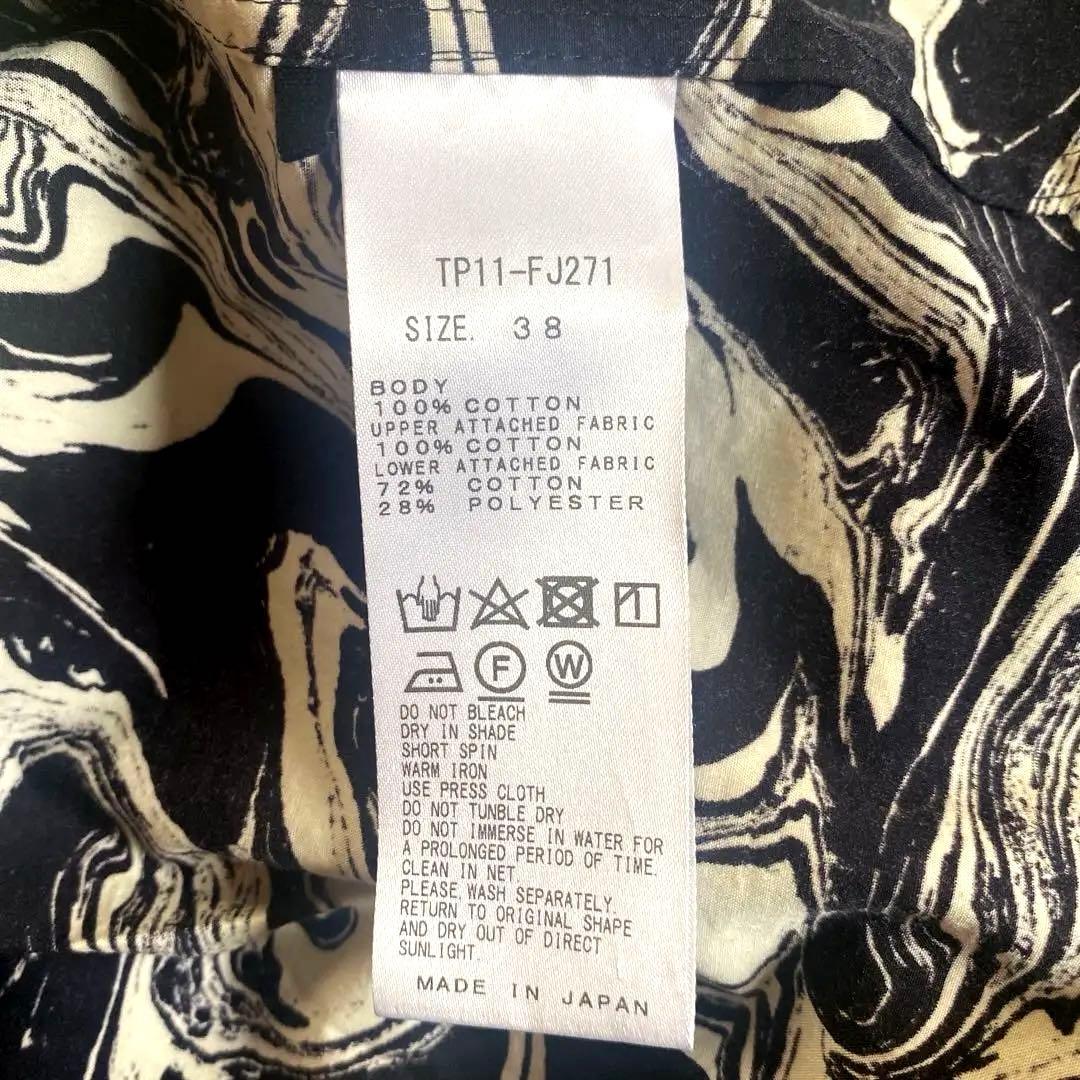 TP11-FJ271
SIZE. 38
BODY
100% COTTON
UPPER ATTACHED FABRIC
100% COTTON
LOWER ATTACHED FABRIC
72% COTTON
28% POLYESTER
F W
DO NOT BLEACH
DRY IN SHADE
SHORT SPIN
WARM IRON
USE PRESS CLOTH
DO NOT TUNBLE DRY
DO NOT IMMERSE IN WATER FOR
A PROLONGED PERIOD OF TIME.
CLEAN IN NET.
PLEASE WASH SEPARATELY.
RETURN TO ORIGINAL SHAPE
AND DRY OUT OF DIRECT
SUNLIGHT.
MADE IN JAPAN